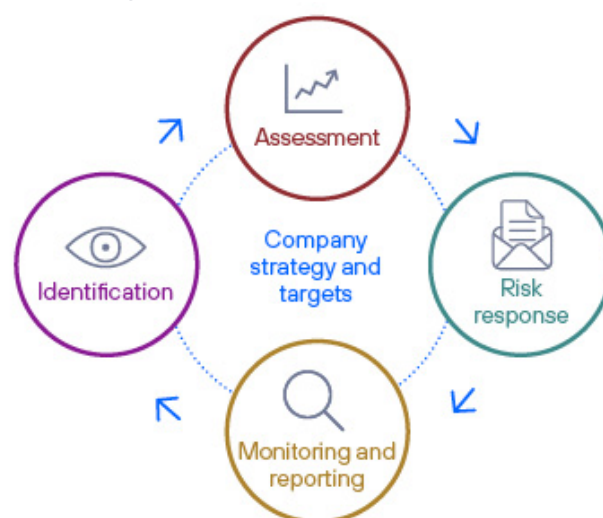 Assessment
Company
strategy and
targets
Identification
Risk
response
Monitoring and
reporting